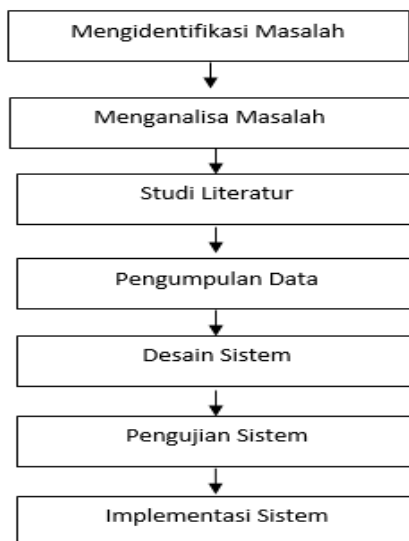 Mengidentifikasi Masalah
Menganalisa Masalah
Studi Literatur
Pengumpulan Data
Desain Sistem
Pengujian Sistem
Implementasi Sistem